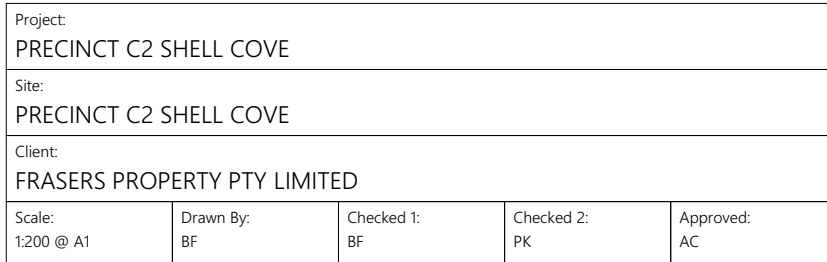 Project:
PRECINCT C2 SHELL COVE
Site:
PRECINCT C2 SHELL COVE
Client:
FRASERS PROPERTY PTY LIMITED
Scale: Drawn By: Checked 1: Checked 2: Approved:
1:200 @ A1 BF BF PK AC